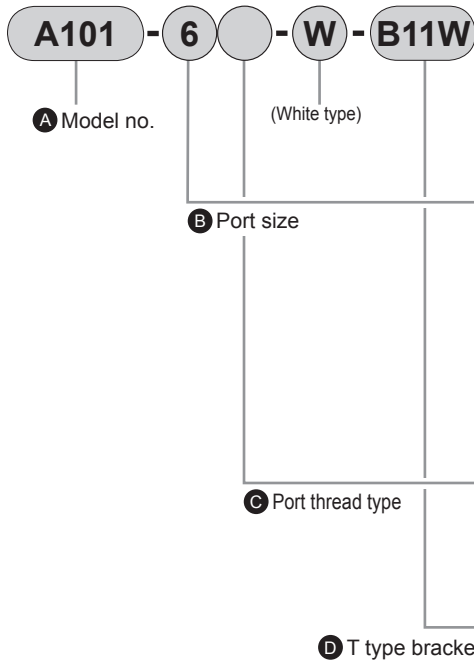 A101 - 6 - W - B11W
A Model no.
(White type)
B Port size
C Port thread type
D T type bracke